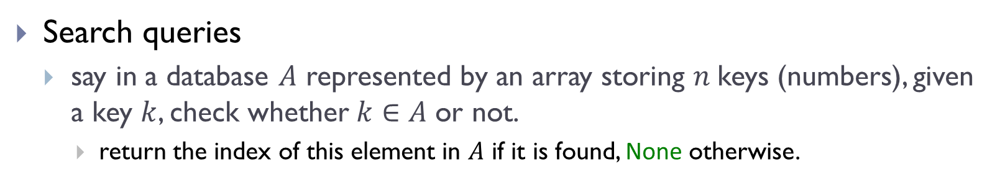 Search queries
say in a database A represented by an array storing n keys (numbers), given
a key k, check whether k ∈ A or not.
return the index of this element in A if it is found, None otherwise.